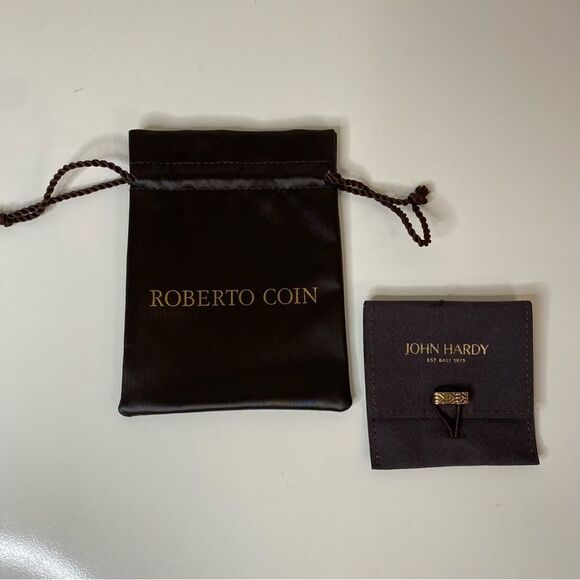 ROBERTO COIN
JOHN HARDY
EST BALI 1975